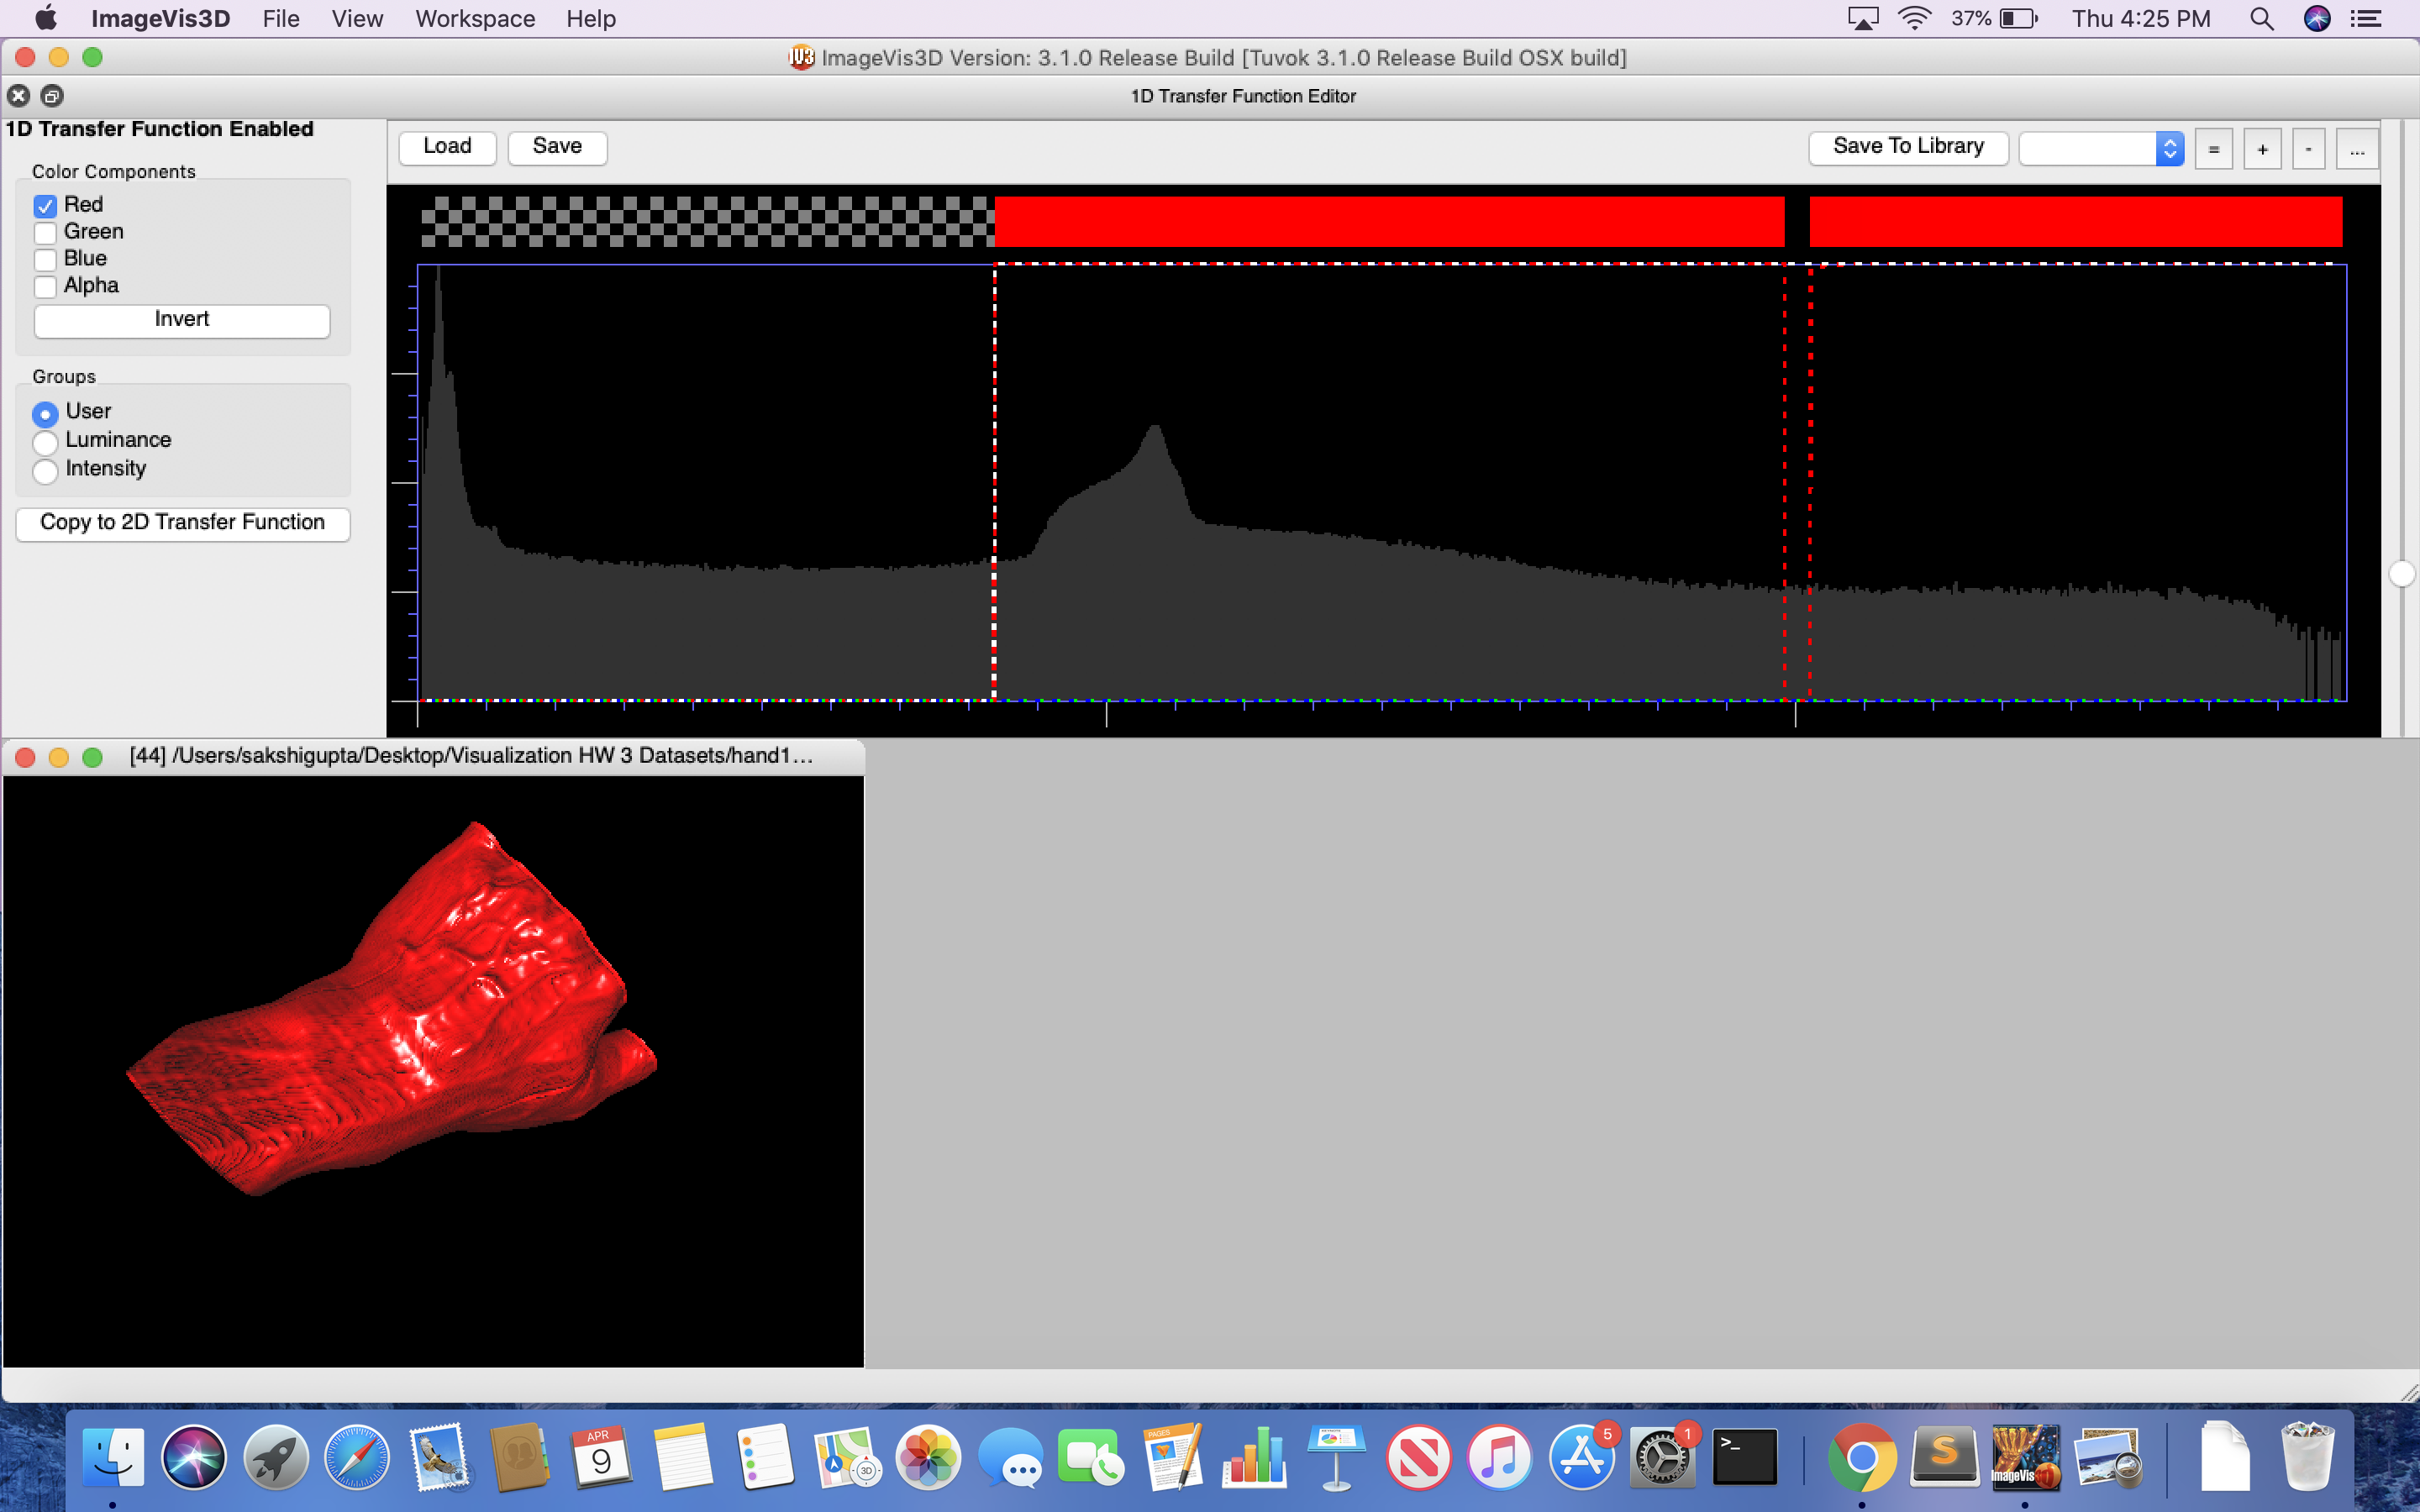 ImageVis3D File View Workspace Help 37% Thu 4:25 PM
IV3 ImageVis3D Version: 3.1.0 Release Build [Tuvok 3.1.0 Release Build OSX build]
1D Transfer Function Editor
1D Transfer Function Enabled
Load Save Save To Library = + - ...
Color Components
Red
Green
Blue
Alpha
Invert
Groups
User
Luminance
Intensity
Copy to 2D Transfer Function
[44] /Users/sakshigupta/Desktop/Visualization HW 3 Datasets/hand1...
APR
9
3D
PAGES
5
1
>_
S
ImageVis